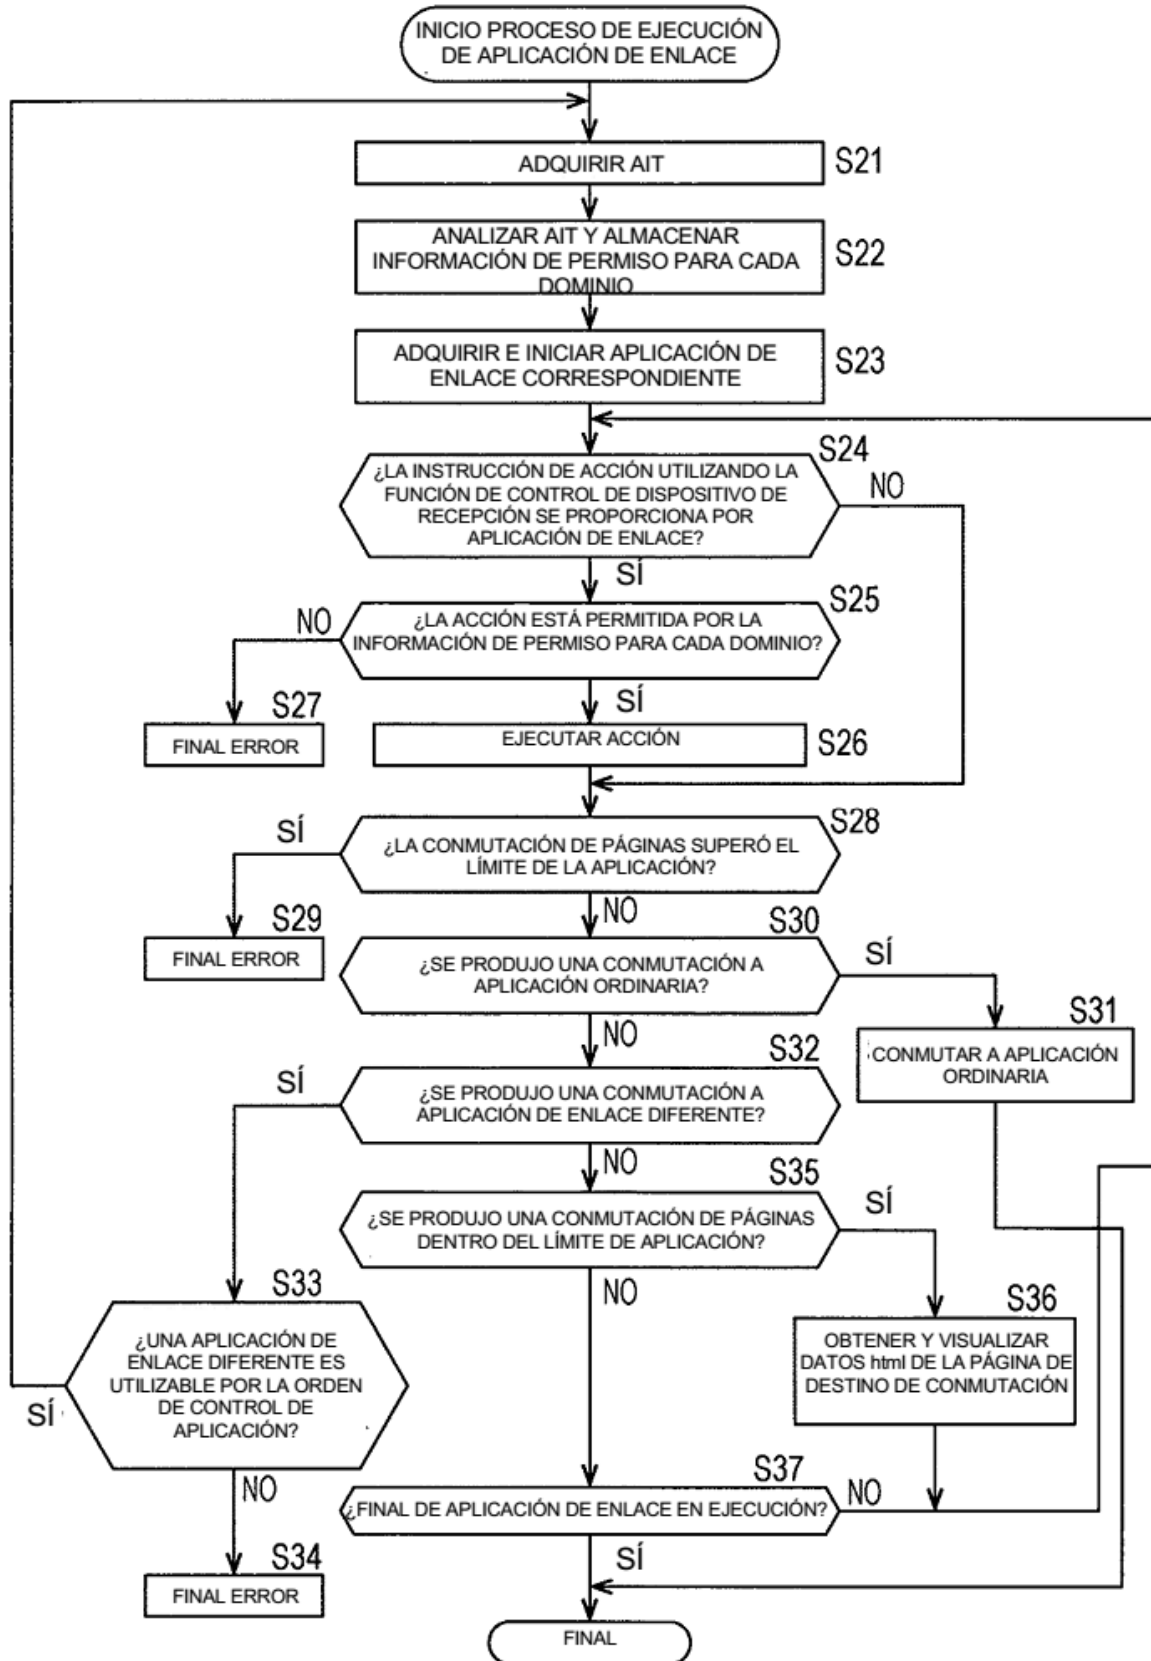 INICIO PROCESO DE EJECUCIÓN
DE APLICACIÓN DE ENLACE
ADQUIRIR AIT
S21
ANALIZAR AIT Y ALMACENAR
INFORMACIÓN DE PERMISO PARA CADA
DOMINIO
S22
ADQUIRIR E INICIAR APLICACIÓN DE
ENLACE CORRESPONDIENTE
S23
S24
¿LA INSTRUCCIÓN DE ACCIÓN UTILIZANDO LA
FUNCIÓN DE CONTROL DE DISPOSITIVO DE
RECEPCIÓN SE PROPORCIONA POR
APLICACIÓN DE ENLACE?
NO
SÍ
S25
NO
¿LA ACCIÓN ESTÁ PERMITIDA POR LA
INFORMACIÓN DE PERMISO PARA CADA DOMINIO?
SÍ
S27
FINAL ERROR
EJECUTAR ACCIÓN
S26
S28
SÍ
¿LA CONMUTACIÓN DE PÁGINAS SUPERÓ EL
LÍMITE DE LA APLICACIÓN?
NO
S29
FINAL ERROR
S30
¿SE PRODUJO UNA CONMUTACIÓN A
APLICACIÓN ORDINARIA?
SÍ
NO
S31
CONMUTAR A APLICACIÓN
ORDINARIA
S32
SÍ
¿SE PRODUJO UNA CONMUTACIÓN A
APLICACIÓN DE ENLACE DIFERENTE?
NO
S35
¿SE PRODUJO UNA CONMUTACIÓN DE PÁGINAS
DENTRO DEL LÍMITE DE APLICACIÓN?
SÍ
NO
S33
¿UNA APLICACIÓN DE
ENLACE DIFERENTE ES
UTILIZABLE POR LA ORDEN
DE CONTROL DE
APLICACIÓN?
SÍ
NO
S36
OBTENER Y VISUALIZAR
DATOS html DE LA PÁGINA DE
DESTINO DE CONMUTACIÓN
S37
¿FINAL DE APLICACIÓN DE ENLACE EN EJECUCIÓN?
NO
SÍ
S34
FINAL ERROR
FINAL